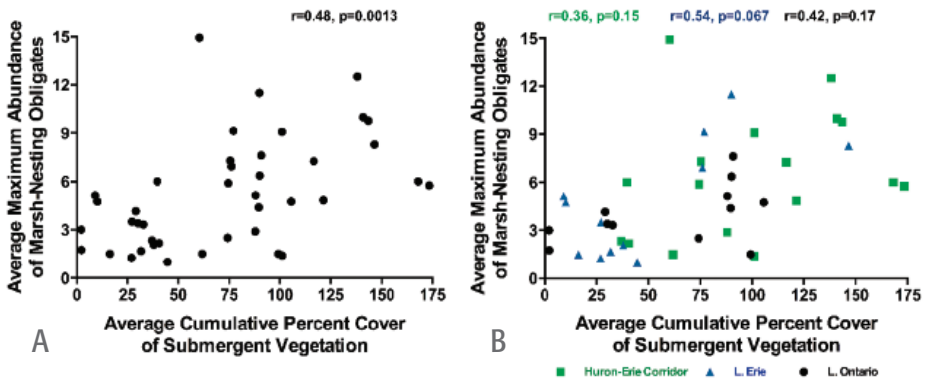 r=0.48, p=0.0013
15
12
9
6
3
0
Average Maximum Abundance
of Marsh-Nesting Obligates
0 25 50 75 100 125 150 175
Average Cumulative Percent Cover
of Submergent Vegetation
A
r=0.36, p=0.15 r=0.54, p=0.067 r=0.42, p=0.17
15
12
9
6
3
0
Average Maximum Abundance
of Marsh-Nesting Obligates
0 25 50 75 100 125 150 175
Average Cumulative Percent Cover
of Submergent Vegetation
B
Huron-Erie Corridor L. Erie L. Ontario